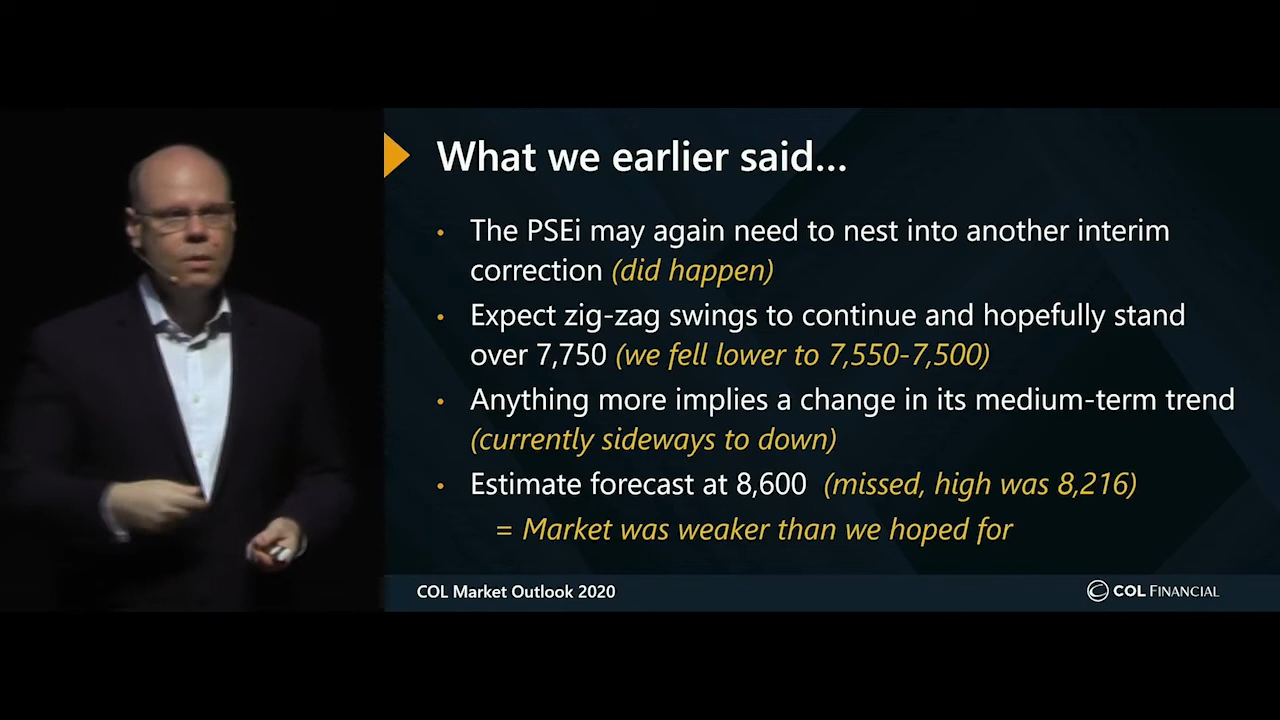 What we earlier said...
• The PSEi may again need to nest into another interim
correction (did happen)
• Expect zig-zag swings to continue and hopefully stand
over 7,750 (we fell lower to 7,550-7,500)
• Anything more implies a change in its medium-term trend
(currently sideways to down)
• Estimate forecast at 8,600 (missed, high was 8,216)
= Market was weaker than we hoped for
COL Market Outlook 2020
COL FINANCIAL